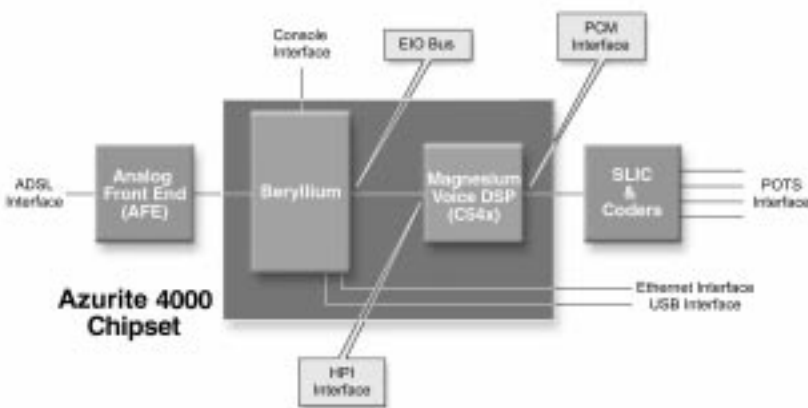 Console
Interface
EIO Bus
PCM
Interface
ADSL
Interface
Analog
Front End
(AFE)
Beryllium
Magnesium
Voice DSP
(C54x)
SLIC
&
Coders
POTS
Interface
Azurite 4000
Chipset
Ethernet Interface
USB Interface
HPI
Interface